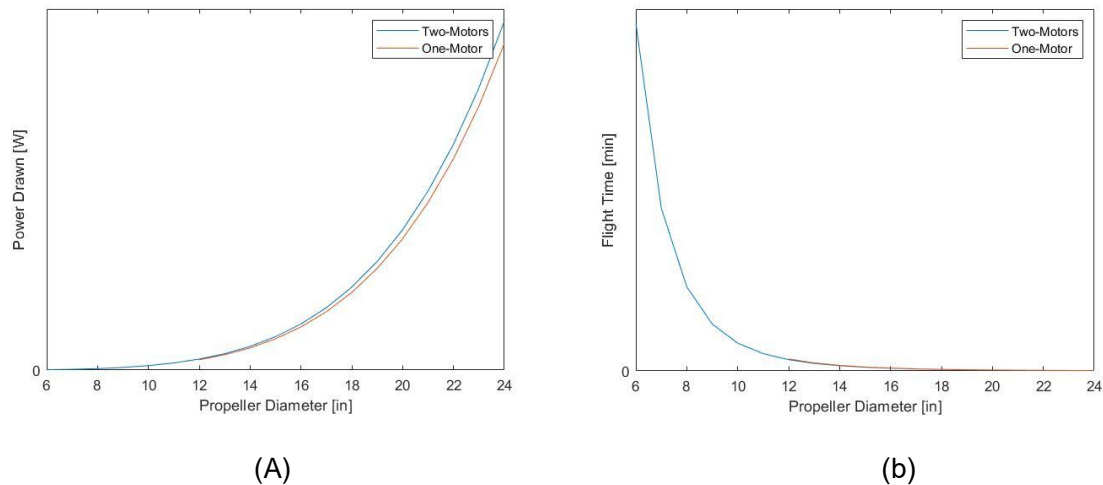 Two-Motors
One-Motor
Power Drawn [W]
0
6 8 10 12 14 16 18 20 22 24
Propeller Diameter [in]
(A)
Two-Motors
One-Motor
Flight Time [min]
0
6 8 10 12 14 16 18 20 22 24
Propeller Diameter [in]
(b)